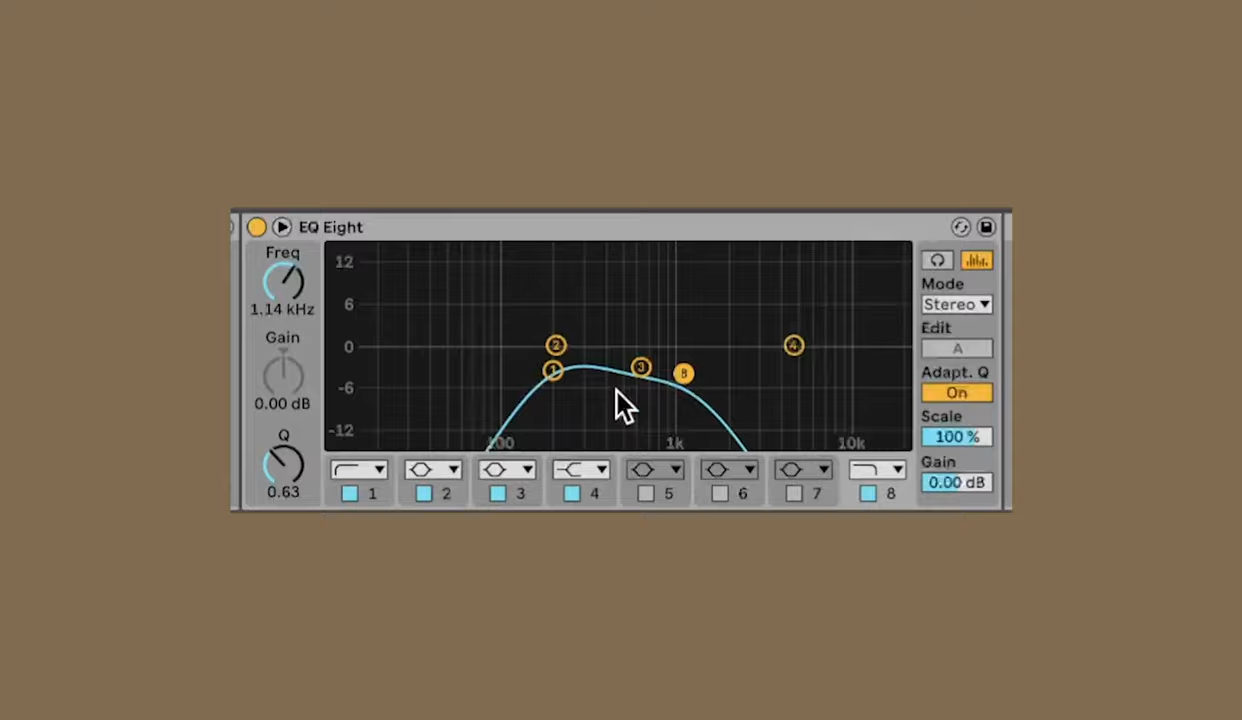 EQ Eight
Freq
1.14 kHz
Gain
0.00 dB
Q
0.63
12
6
0
-6
-12
100
1k
10k
2
1
3
8
4
1
2
3
4
5
6
7
8
Mode
Stereo
Edit
A
Adapt. Q
On
Scale
100 %
Gain
0.00 dB